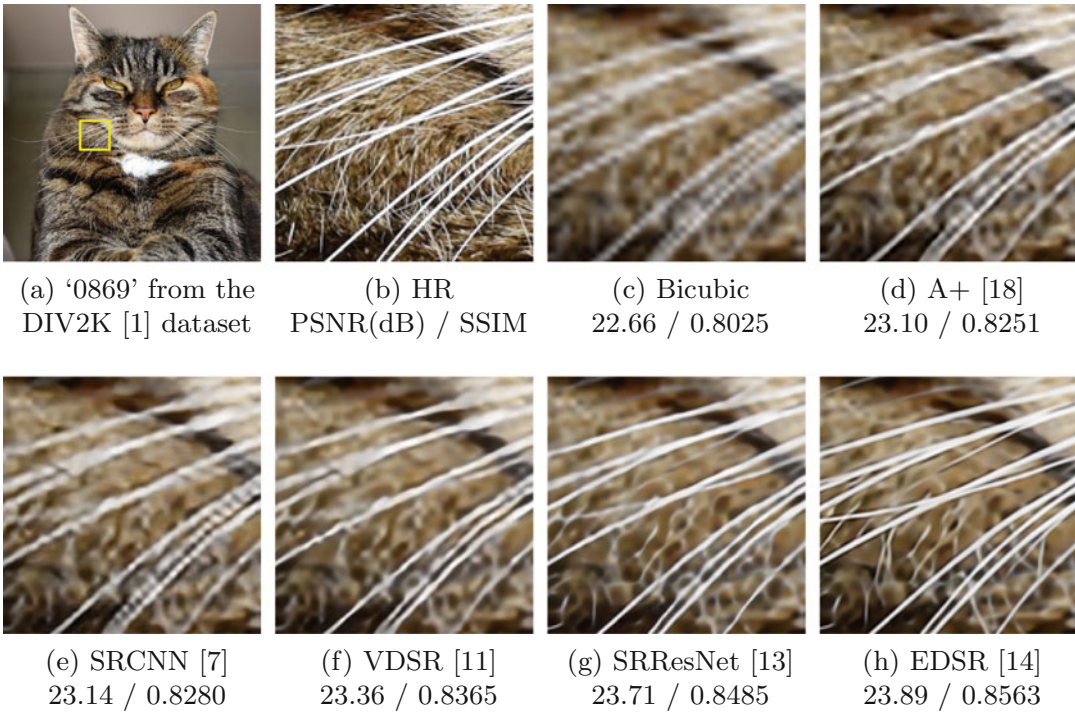 (a) ‘0869’ from the
DIV2K [1] dataset
(b) HR
PSNR(dB) / SSIM
(c) Bicubic
22.66 / 0.8025
(d) A+ [18]
23.10 / 0.8251
(e) SRCNN [7]
23.14 / 0.8280
(f) VDSR [11]
23.36 / 0.8365
(g) SRResNet [13]
23.71 / 0.8485
(h) EDSR [14]
23.89 / 0.8563